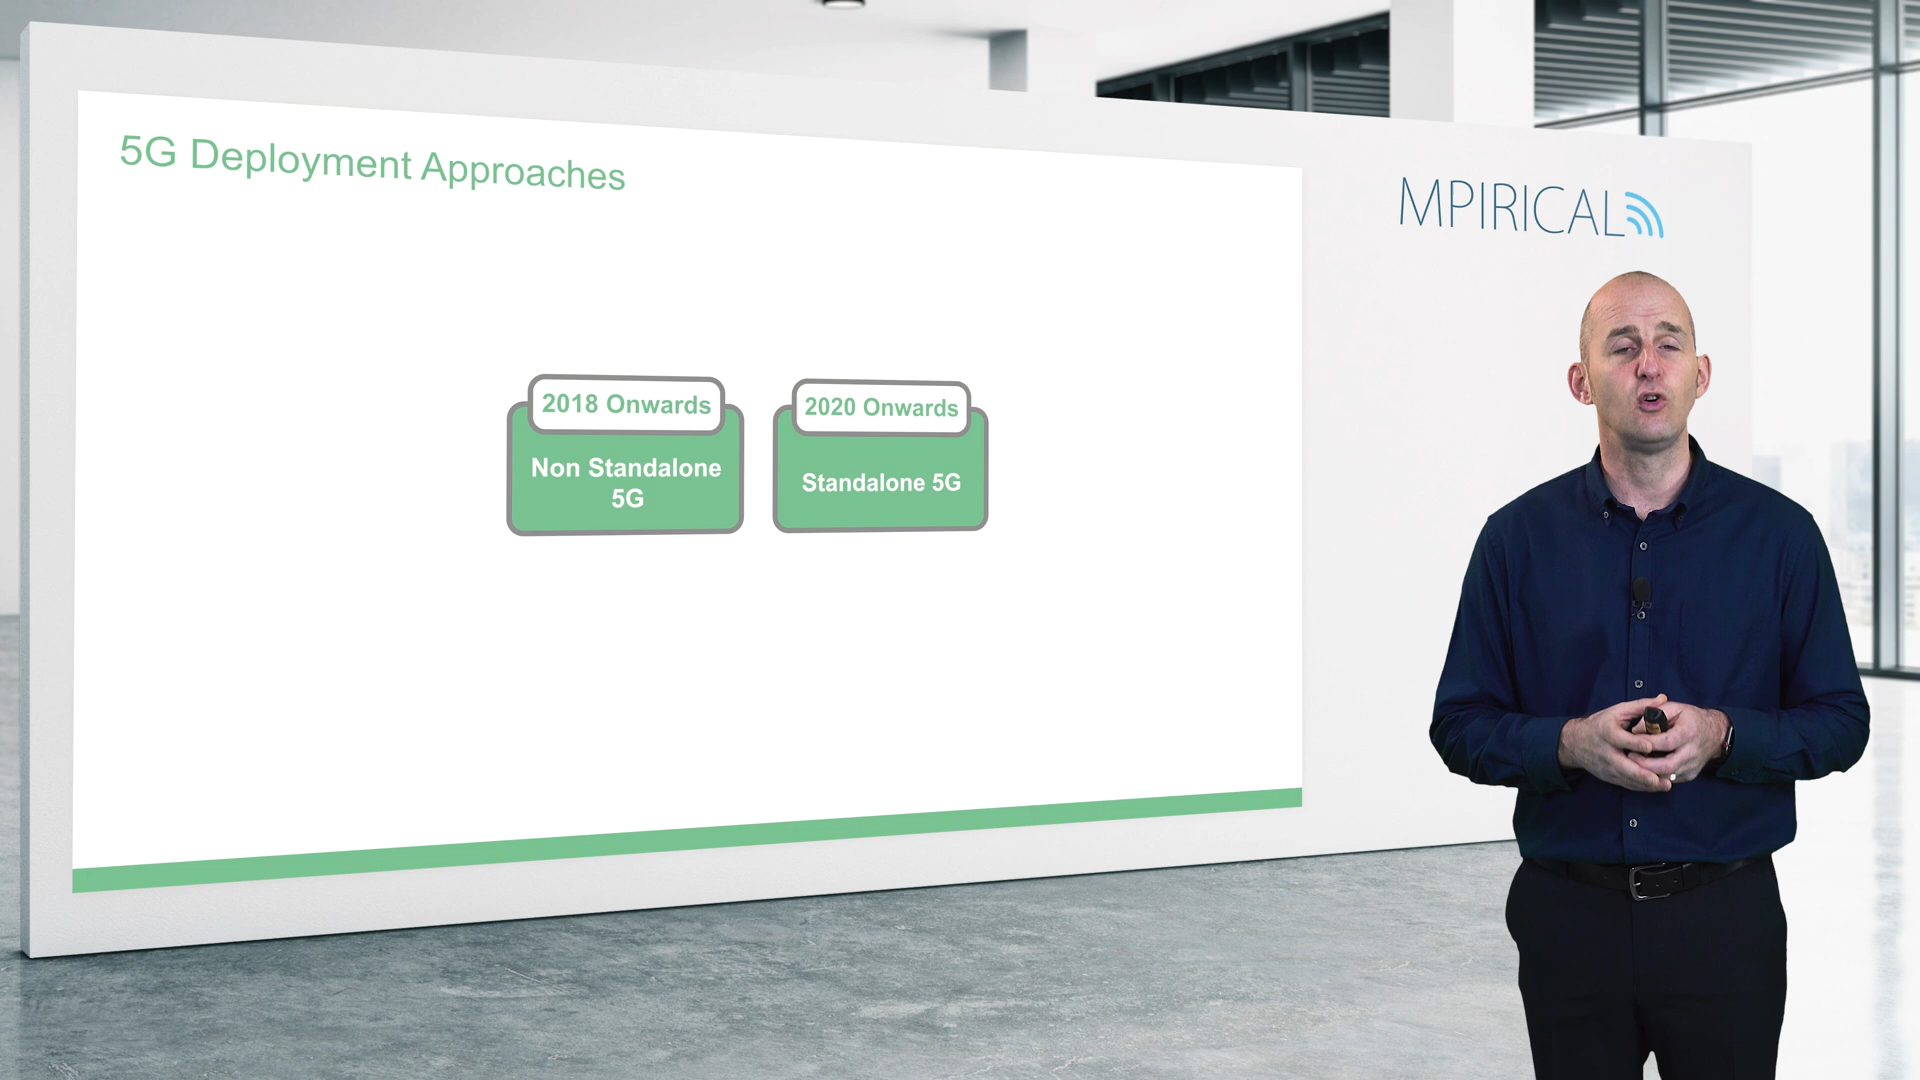 5G Deployment Approaches
MPIRICAL
2018 Onwards
Non Standalone
5G
2020 Onwards
Standalone 5G